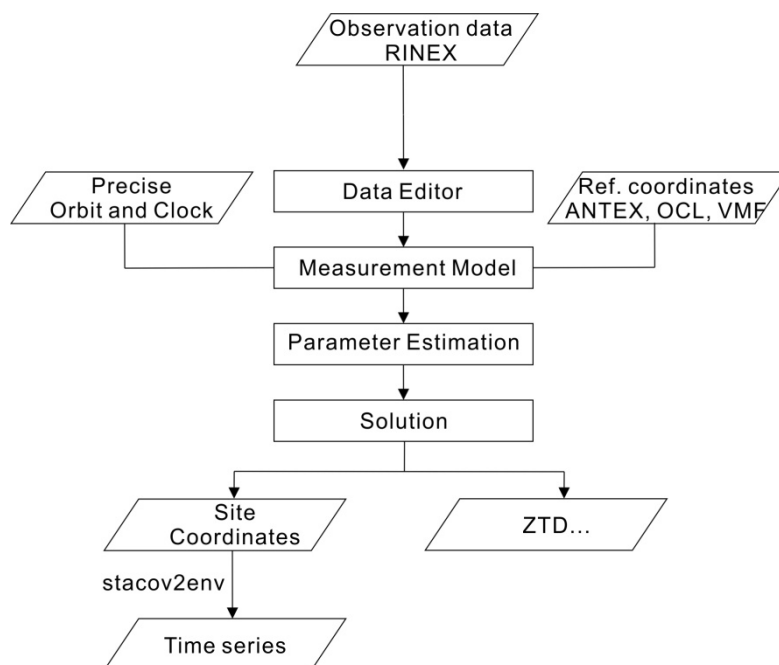 Observation data
RINEX
Precise
Orbit and Clock
Data Editor
Ref. coordinates
ANTEX, OCL, VMF
Measurement Model
Parameter Estimation
Solution
Site
Coordinates
ZTD...
stacov2env
Time series